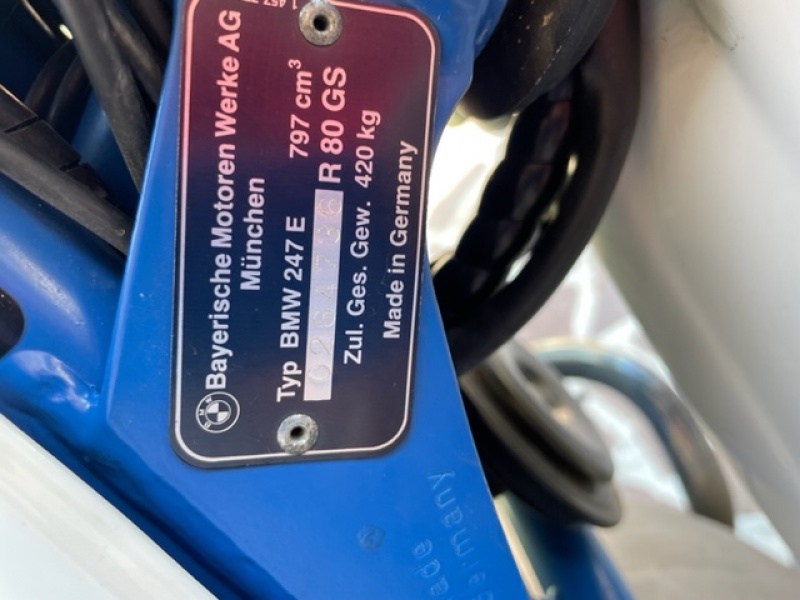 Bayerische Motoren Werke AG
München
Typ BMW 247 E 797 cm³
R 80 GS
Zul. Ges. Gew. 420 kg
Made in Germany
BMW